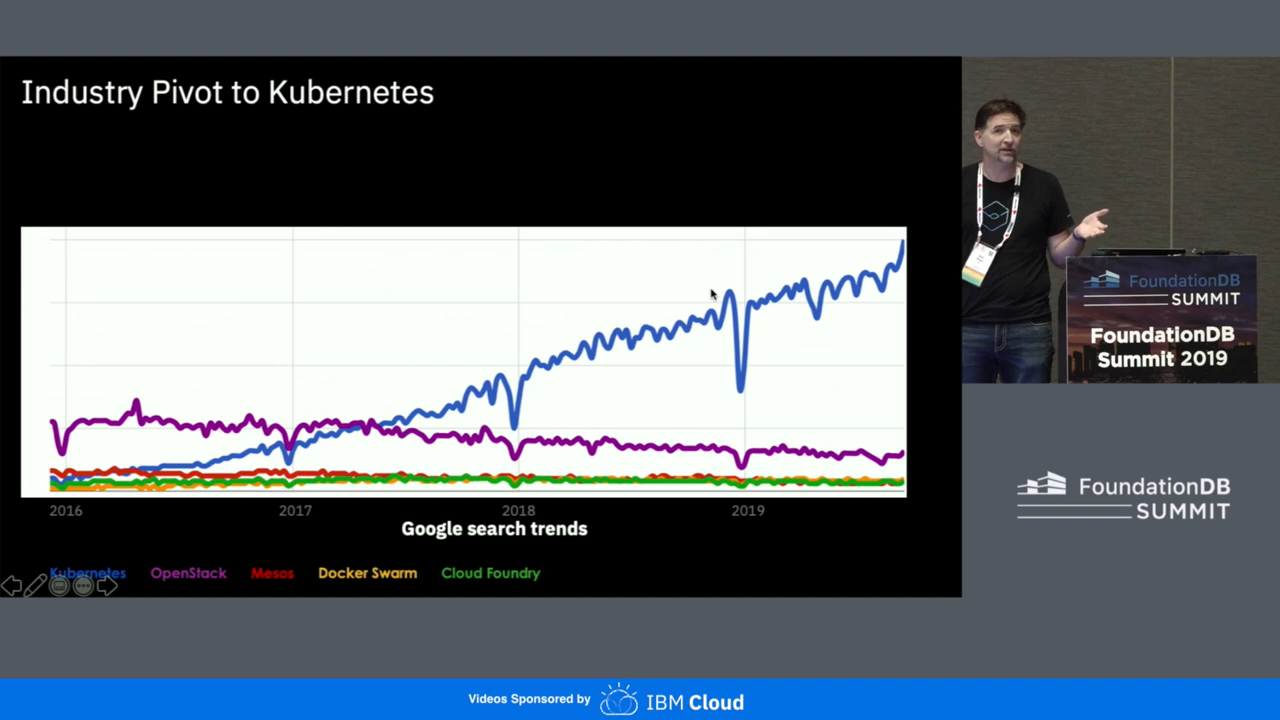 Industry Pivot to Kubernetes
2016
2017
2018
2019
Google search trends
Kubernetes
OpenStack
Mesos
Docker Swarm
Cloud Foundry
FoundationDB
SUMMIT
FoundationDB
Summit 2019
FoundationDB
SUMMIT
Videos Sponsored by
IBM Cloud